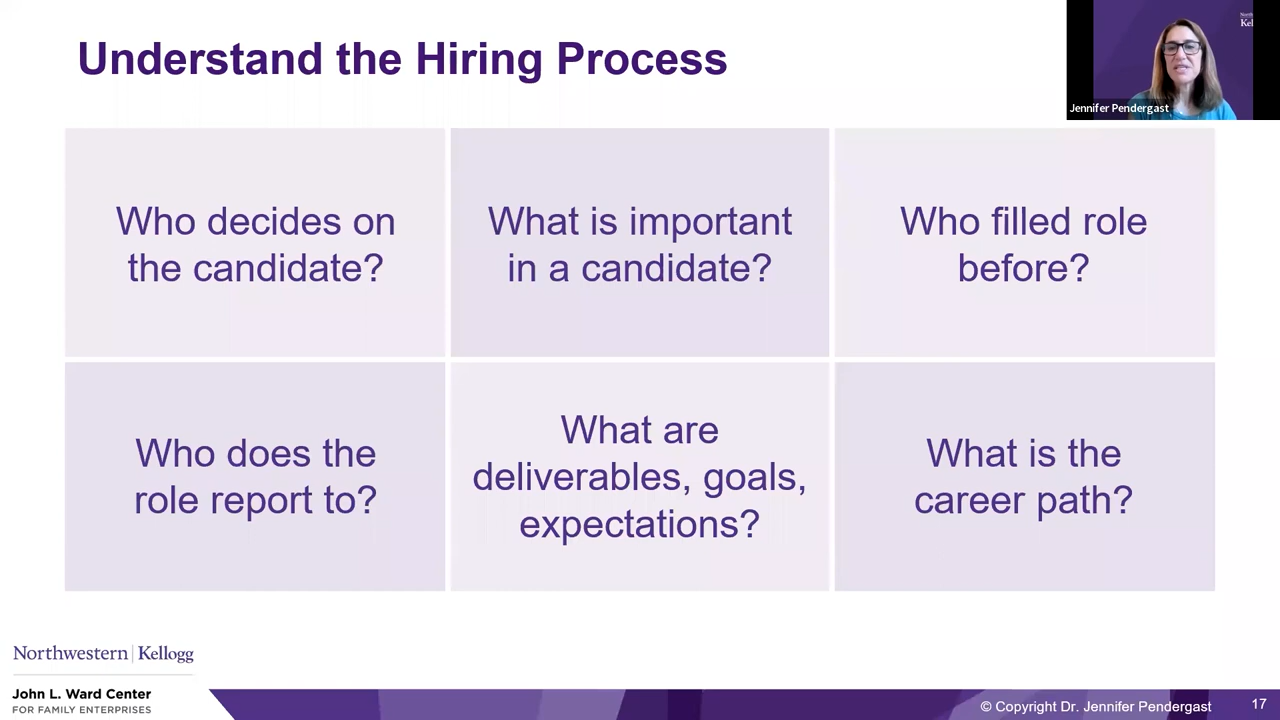 Understand the Hiring Process
Jennifer Pendergast
Who decides on
the candidate?
What is important
in a candidate?
Who filled role
before?
Who does the
role report to?
What are
deliverables, goals,
expectations?
What is the
career path?
Northwestern | Kellogg
John L. Ward Center
FOR FAMILY ENTERPRISES
© Copyright Dr. Jennifer Pendergast
17